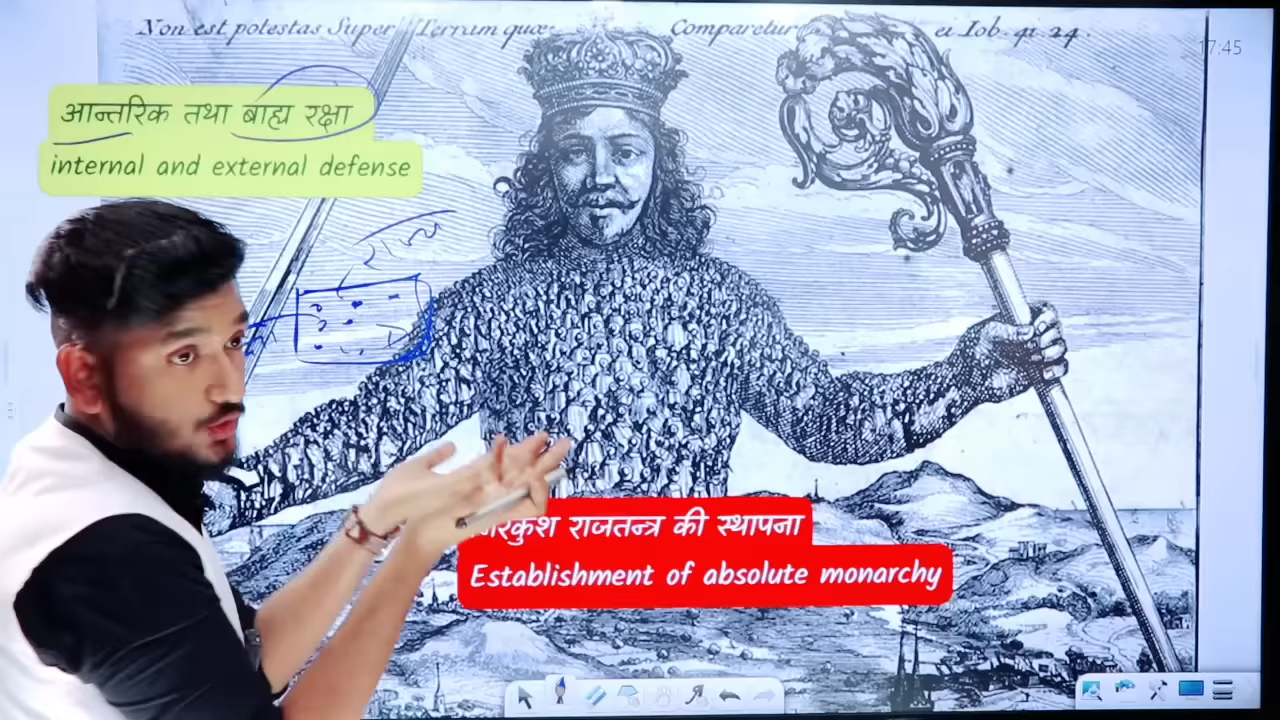 Non est potestas Super Terram quae Comparetur ei Iob. 41. 24.
17:45
आन्तरिक तथा बाह्य रक्षा
internal and external defense
राज्य
राजतन्त्र की स्थापना
Establishment of absolute monarchy